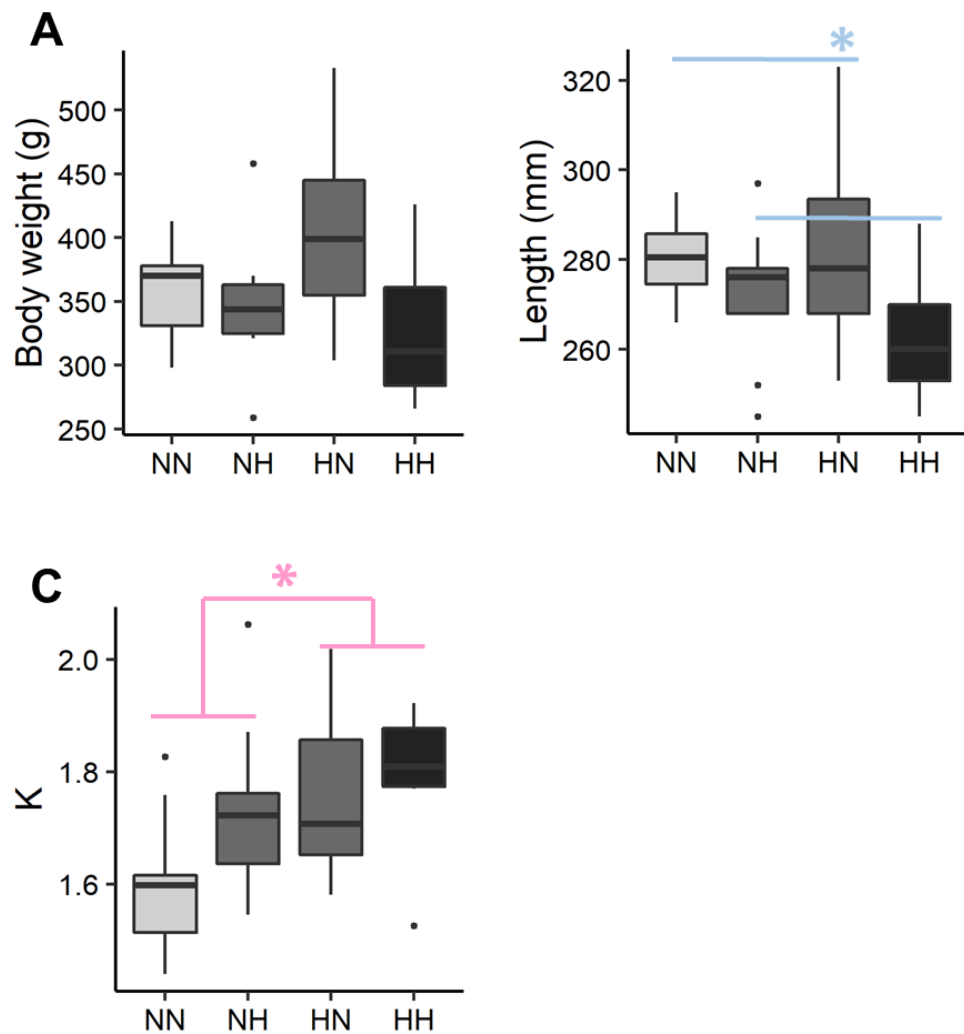 A
Body weight (g)
500
450
400
350
300
250
NN NH HN HH
*
Length (mm)
320
300
280
260
NN NH HN HH
C
*
K
2.0
1.8
1.6
NN NH HN HH